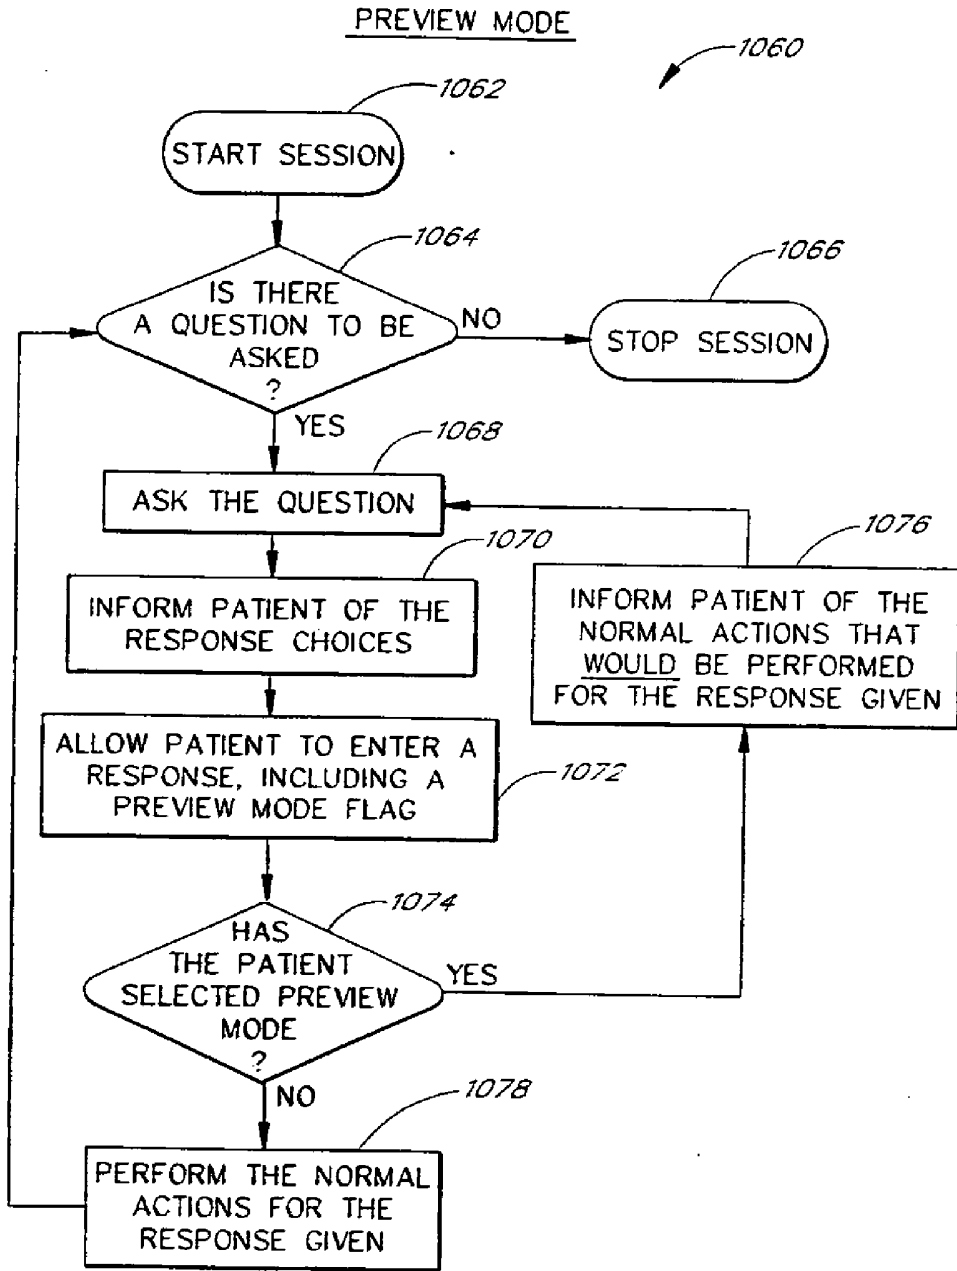 PREVIEW MODE
1060
1062
START SESSION
1064
IS THERE
A QUESTION TO BE
ASKED
?
NO
1066
STOP SESSION
YES
1068
ASK THE QUESTION
1070
INFORM PATIENT OF THE
RESPONSE CHOICES
1076
INFORM PATIENT OF THE
NORMAL ACTIONS THAT
WOULD BE PERFORMED
FOR THE RESPONSE GIVEN
ALLOW PATIENT TO ENTER A
RESPONSE, INCLUDING A
PREVIEW MODE FLAG
1072
1074
HAS
THE PATIENT
SELECTED PREVIEW
MODE
?
YES
NO
1078
PERFORM THE NORMAL
ACTIONS FOR THE
RESPONSE GIVEN